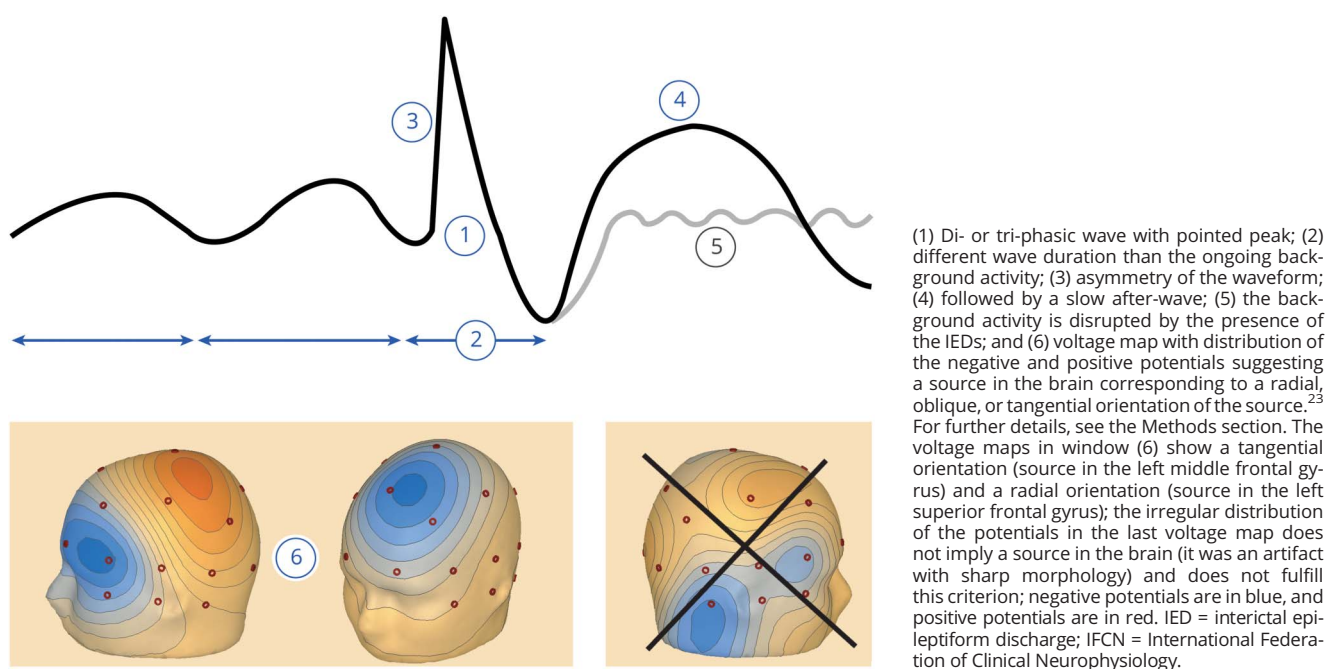 3
4
1
5
2
6
(1) Di- or tri-phasic wave with pointed peak; (2)
different wave duration than the ongoing back-
ground activity; (3) asymmetry of the waveform;
(4) followed by a slow after-wave; (5) the back-
ground activity is disrupted by the presence of
the IEDs; and (6) voltage map with distribution of
the negative and positive potentials suggesting
a source in the brain corresponding to a radial,
oblique, or tangential orientation of the source.23
For further details, see the Methods section. The
voltage maps in window (6) show a tangential
orientation (source in the left middle frontal gy-
rus) and a radial orientation (source in the left
superior frontal gyrus); the irregular distribution
of the potentials in the last voltage map does
not imply a source in the brain (it was an artifact
with sharp morphology) and does not fulfill
this criterion; negative potentials are in blue, and
positive potentials are in red. IED = interictal epi-
leptiform discharge; IFCN = International Federa-
tion of Clinical Neurophysiology.